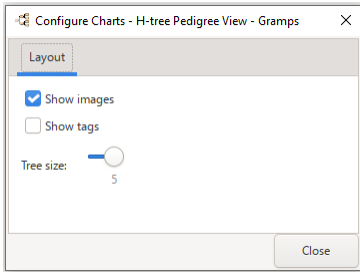 Configure Charts - H-tree Pedigree View - Gramps
Layout
Show images
Show tags
Tree size:
5
Close